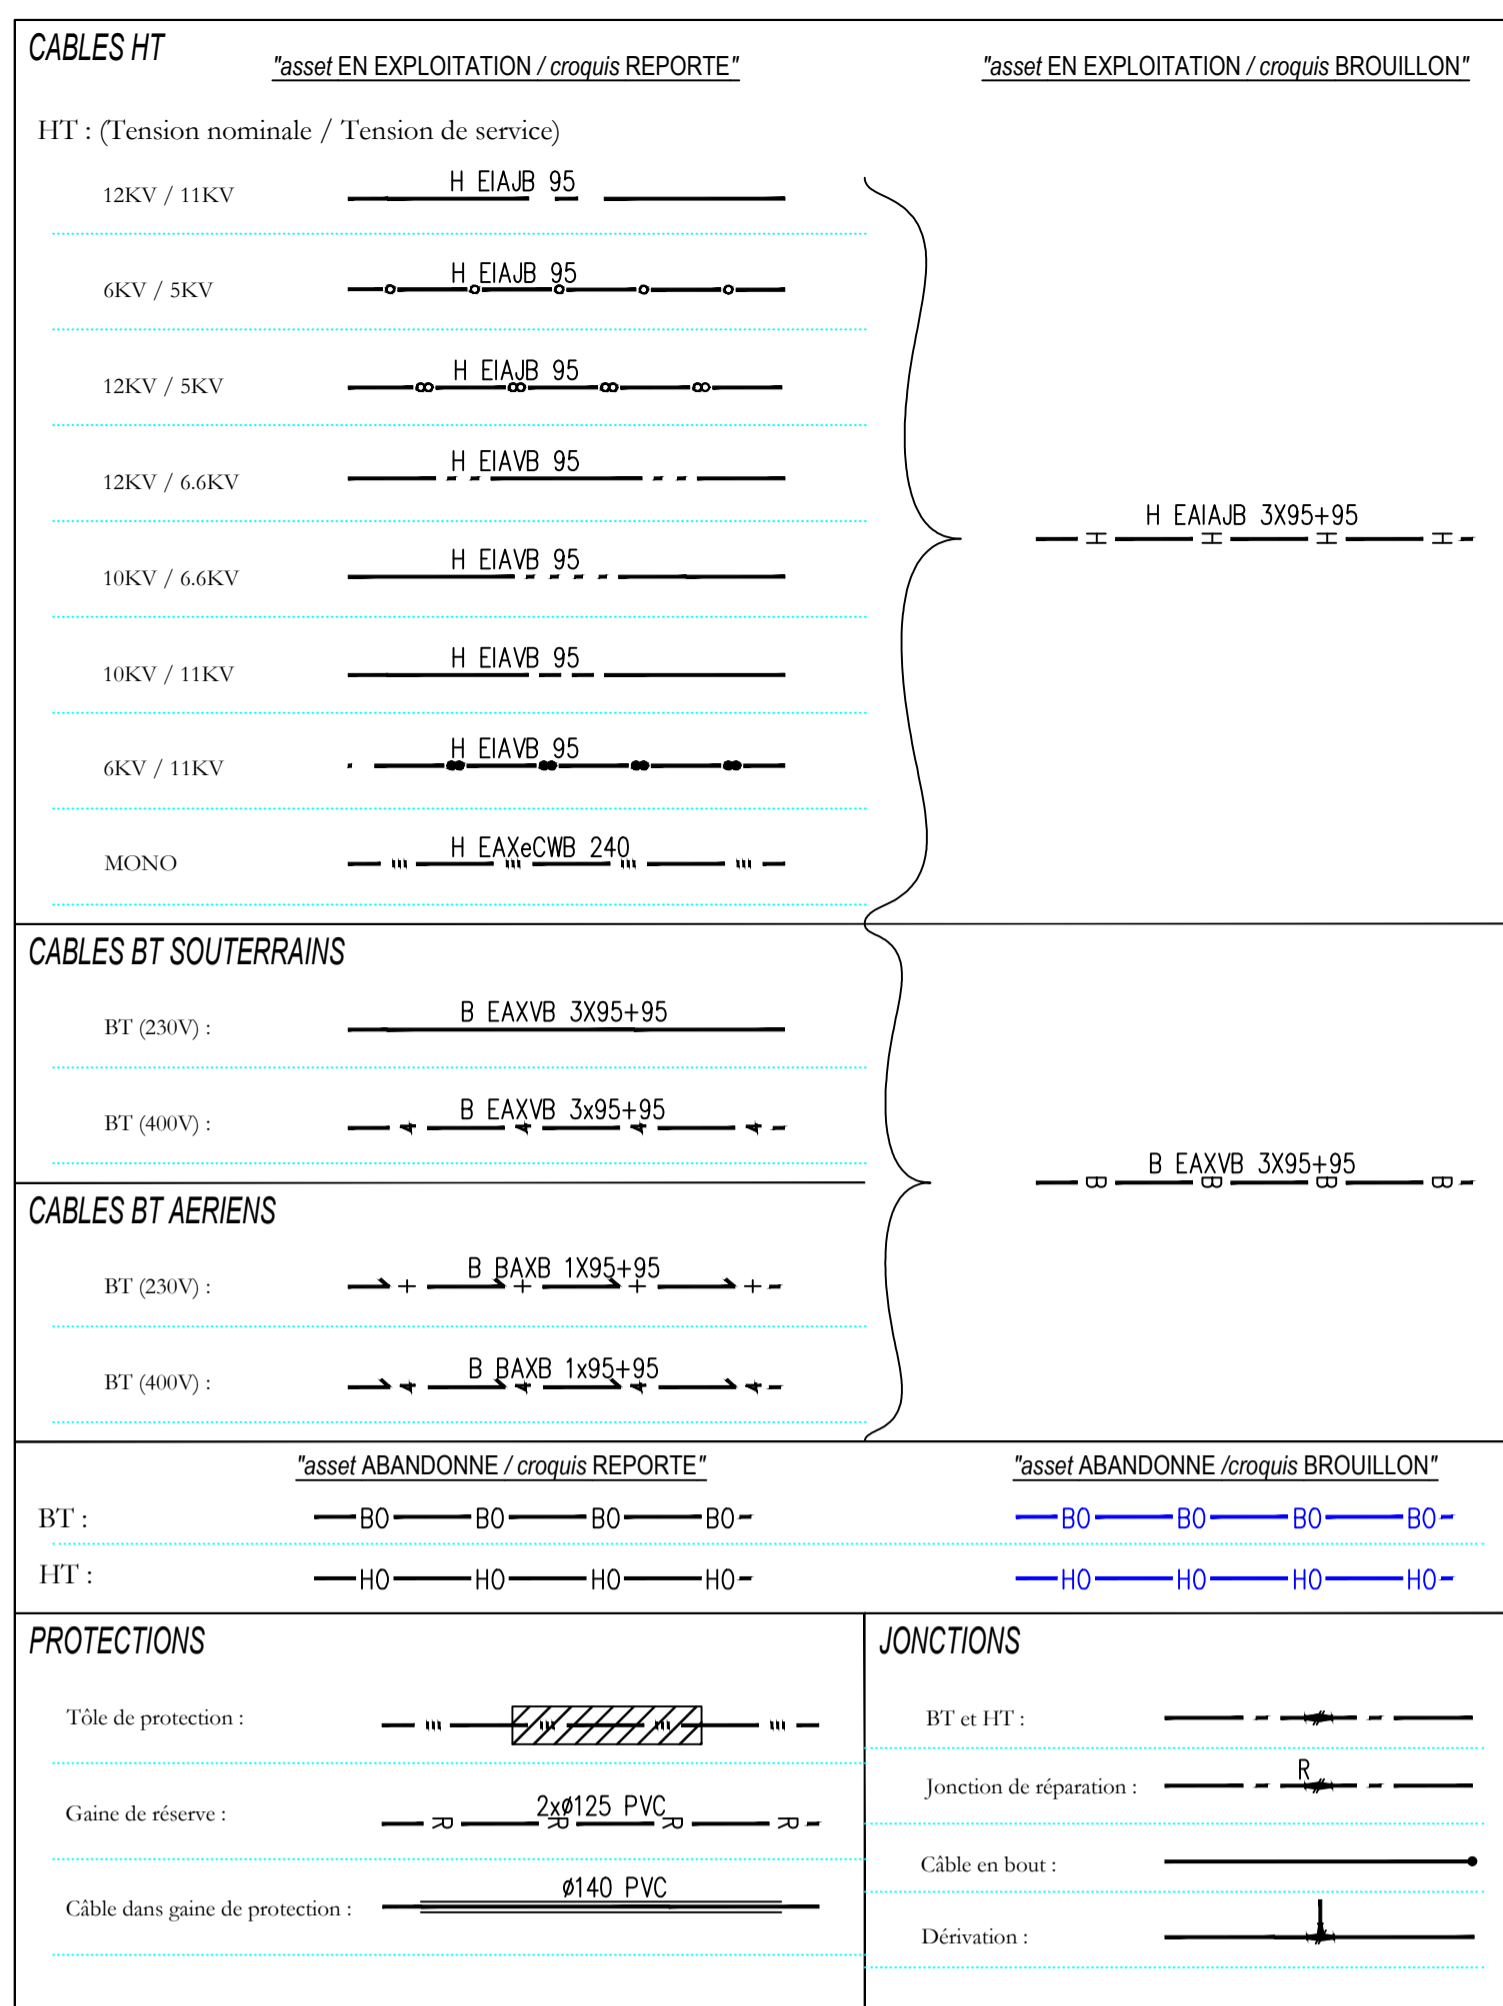 CABLES HT
"asset EN EXPLOITATION / croquis REPORTE"
"asset EN EXPLOITATION / croquis BROUILLON"
HT : (Tension nominale / Tension de service)
12KV / 11KV
H EIAJB 95
6KV / 5KV
H EIAJB 95
12KV / 5KV
H EIAJB 95
12KV / 6.6KV
H EIAVB 95
H EAIAJB 3X95+95
H H H H
10KV / 6.6KV
H EIAVB 95
10KV / 11KV
H EIAVB 95
6KV / 11KV
H EIAVB 95
MONO
H EAXeCWB 240
CABLES BT SOUTERRAINS
BT (230V) :
B EAXVB 3X95+95
BT (400V) :
B EAXVB 3x95+95
B EAXVB 3X95+95
B B B B
CABLES BT AERIENS
BT (230V) :
B BAXB 1X95+95
BT (400V) :
B BAXB 1x95+95
"asset ABANDONNE / croquis REPORTE"
"asset ABANDONNE /croquis BROUILLON"
BT :
BO BO BO BO
BO BO BO BO
HT :
HO HO HO HO
HO HO HO HO
PROTECTIONS
Tôle de protection :
Gaine de réserve :
2xø125 PVC
R R R R
Câble dans gaine de protection :
ø140 PVC
JONCTIONS
BT et HT :
Jonction de réparation :
R
Câble en bout :
Dérivation :